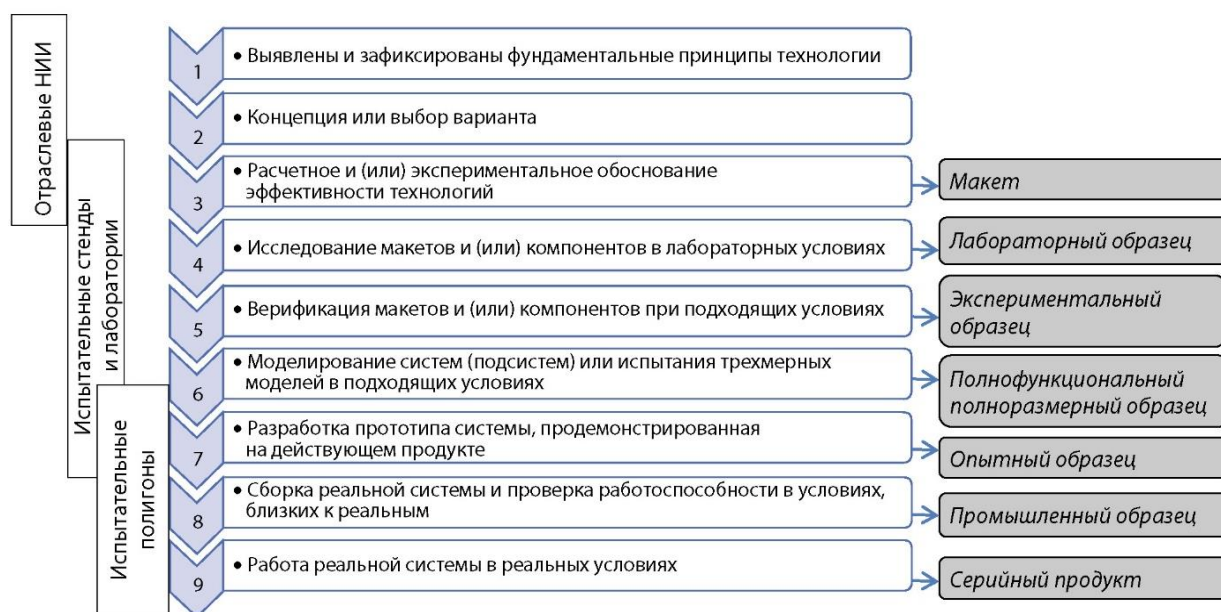 Отраслевые НИИ
Испытательные стенды
и лаборатории
Испытательные
полигоны
1
• Выявлены и зафиксированы фундаментальные принципы технологии
2
• Концепция или выбор варианта
3
• Расчетное и (или) экспериментальное обоснование
эффективности технологий
Макет
4
• Исследование макетов и (или) компонентов в лабораторных условиях
Лабораторный образец
5
• Верификация макетов и (или) компонентов при подходящих условиях
Экспериментальный
образец
6
• Моделирование систем (подсистем) или испытания трехмерных
моделей в подходящих условиях
Полнофункциональный
полноразмерный образец
7
• Разработка прототипа системы, продемонстрированная
на действующем продукте
Опытный образец
8
• Сборка реальной системы и проверка работоспособности в условиях,
близких к реальным
Промышленный образец
9
• Работа реальной системы в реальных условиях
Серийный продукт